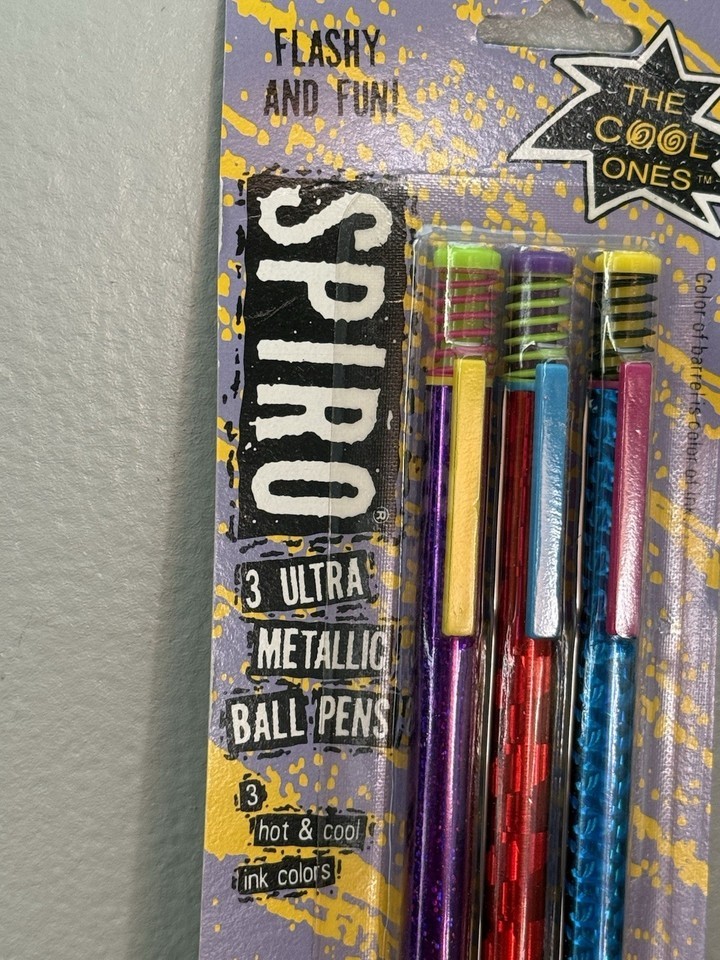 FLASHY
AND FUN!
THE
COOL
ONES™
SPIRO®
3 ULTRA
METALLIC
BALL PENS
3
hot & cool
ink colors!
Color of barrel is color of ink